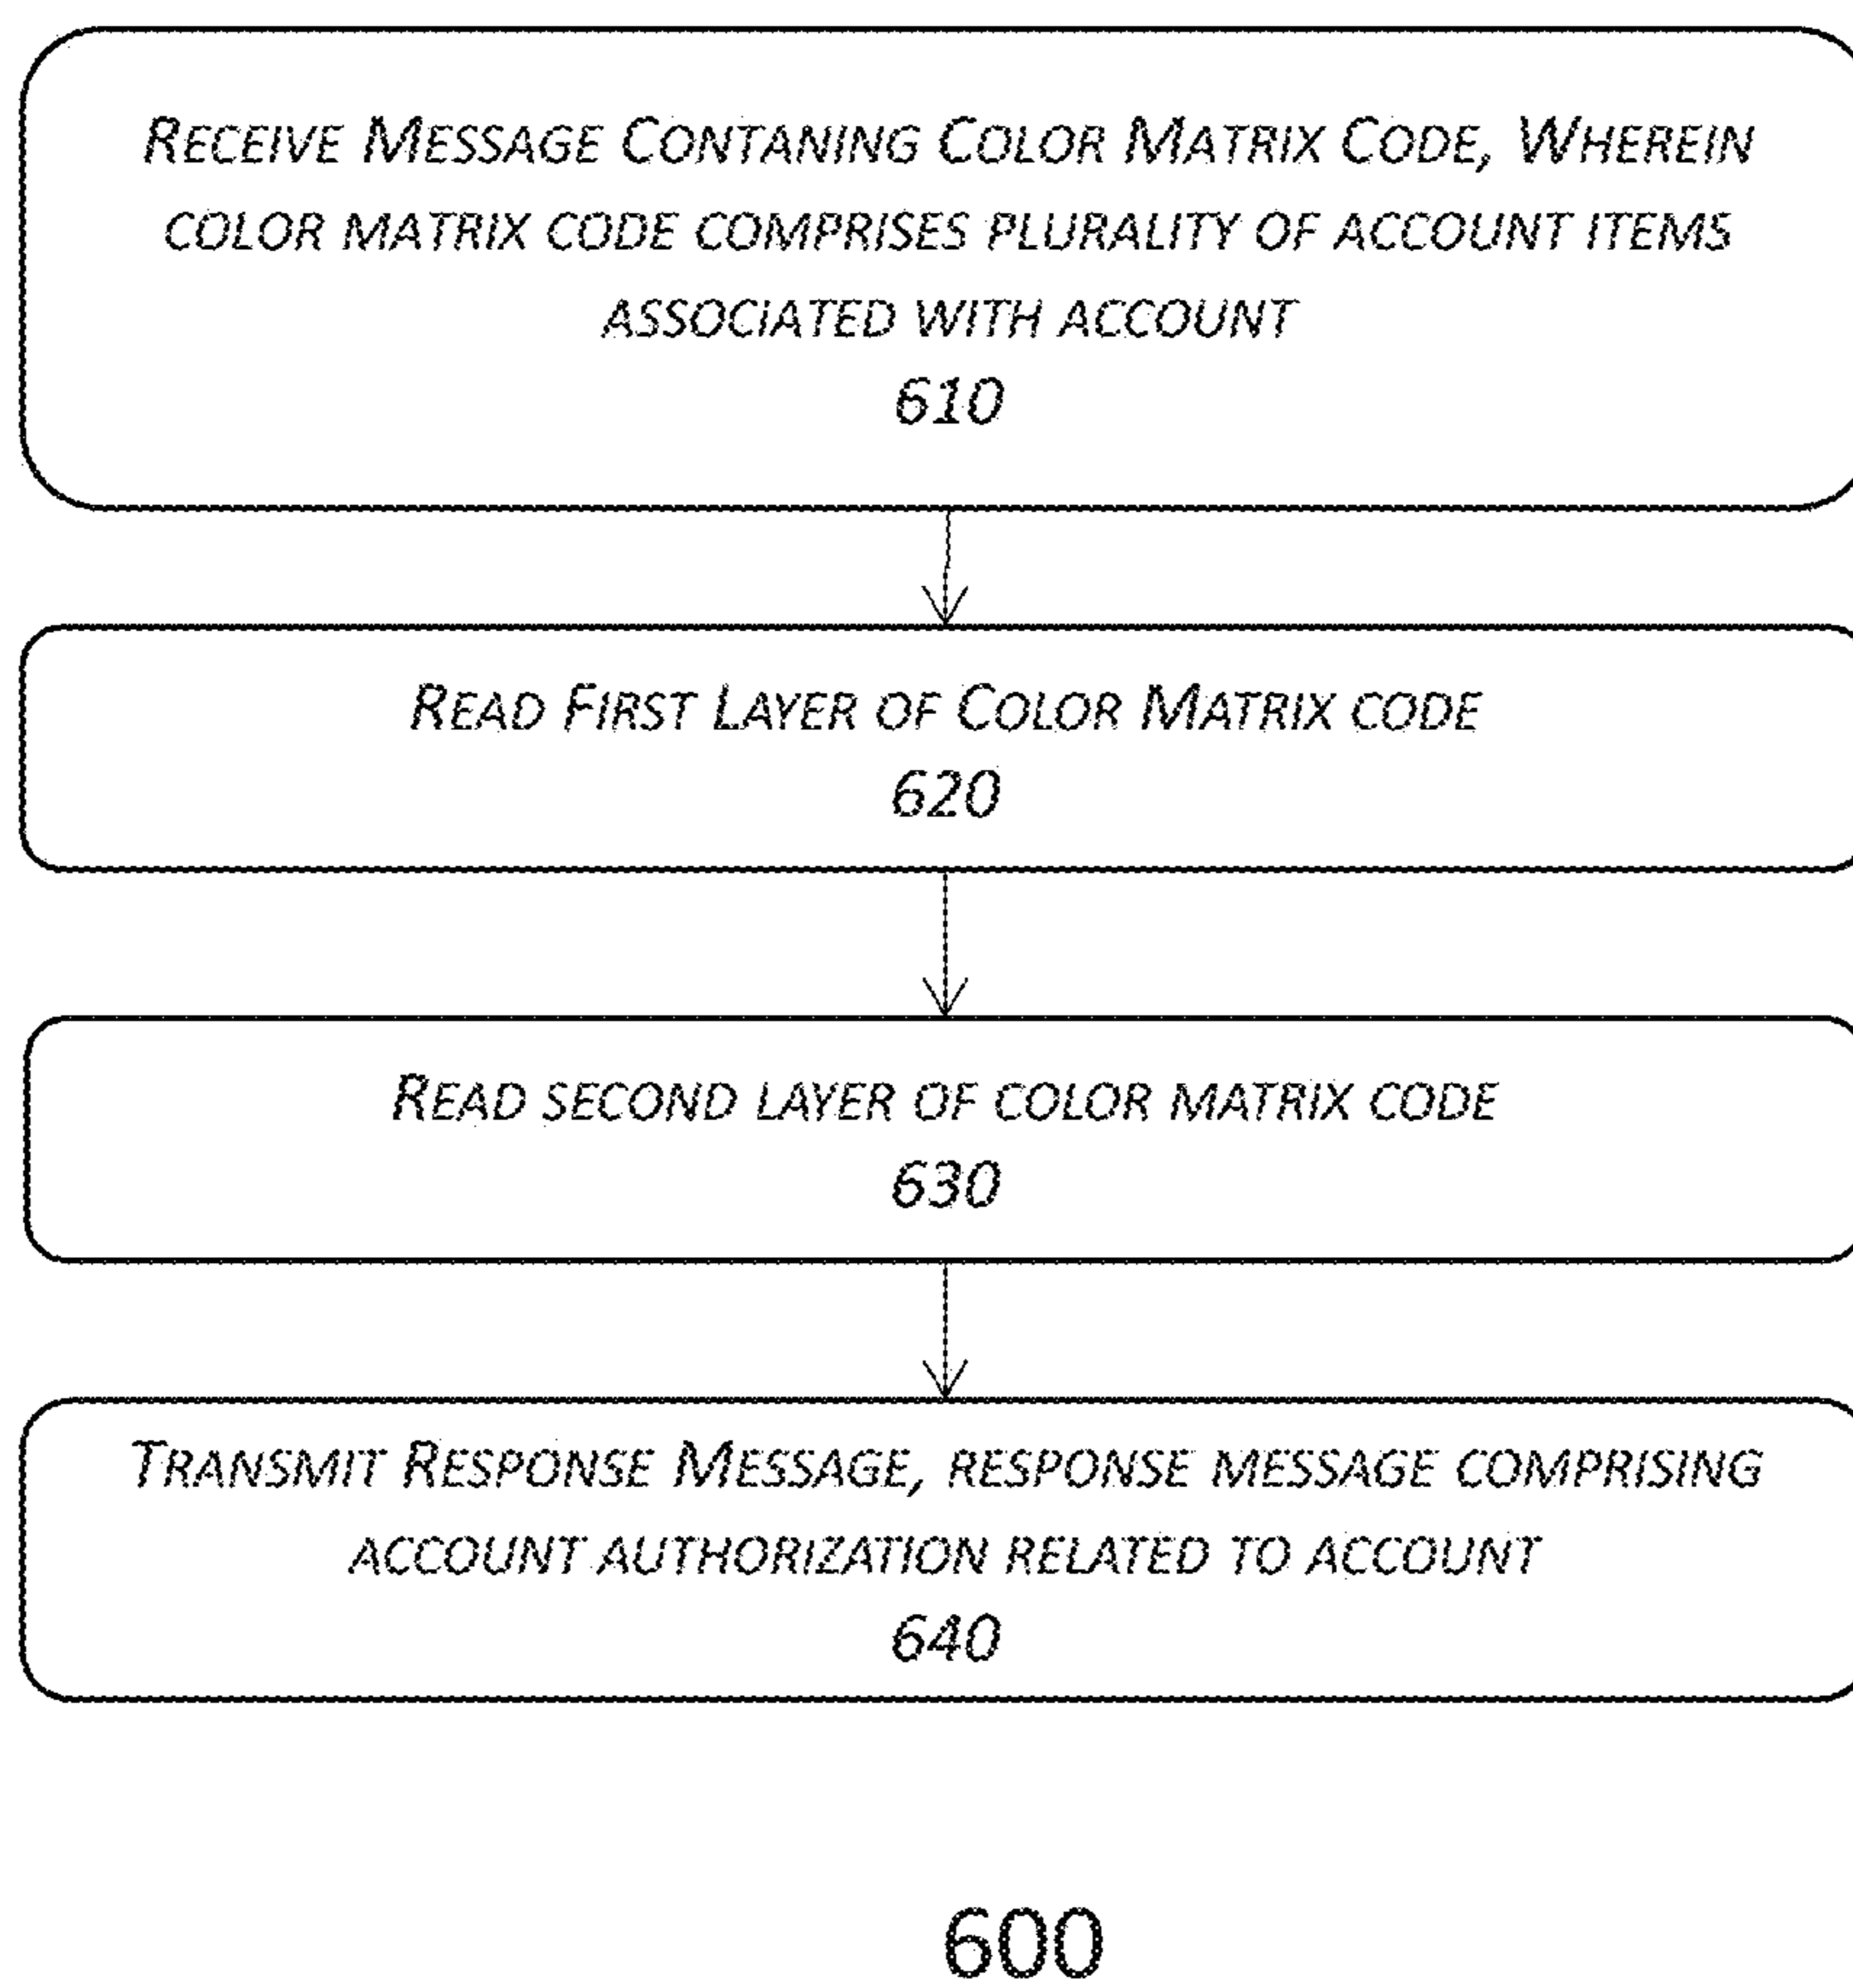 RECEIVE MESSAGE CONTANING COLOR MATRIX CODE, WHEREIN
COLOR MATRIX CODE COMPRISES PLURALITY OF ACCOUNT ITEMS
ASSOCIATED WITH ACCOUNT
610
READ FIRST LAYER OF COLOR MATRIX CODE
620
READ SECOND LAYER OF COLOR MATRIX CODE
630
TRANSMIT RESPONSE MESSAGE, RESPONSE MESSAGE COMPRISING
ACCOUNT AUTHORIZATION RELATED TO ACCOUNT
640
600